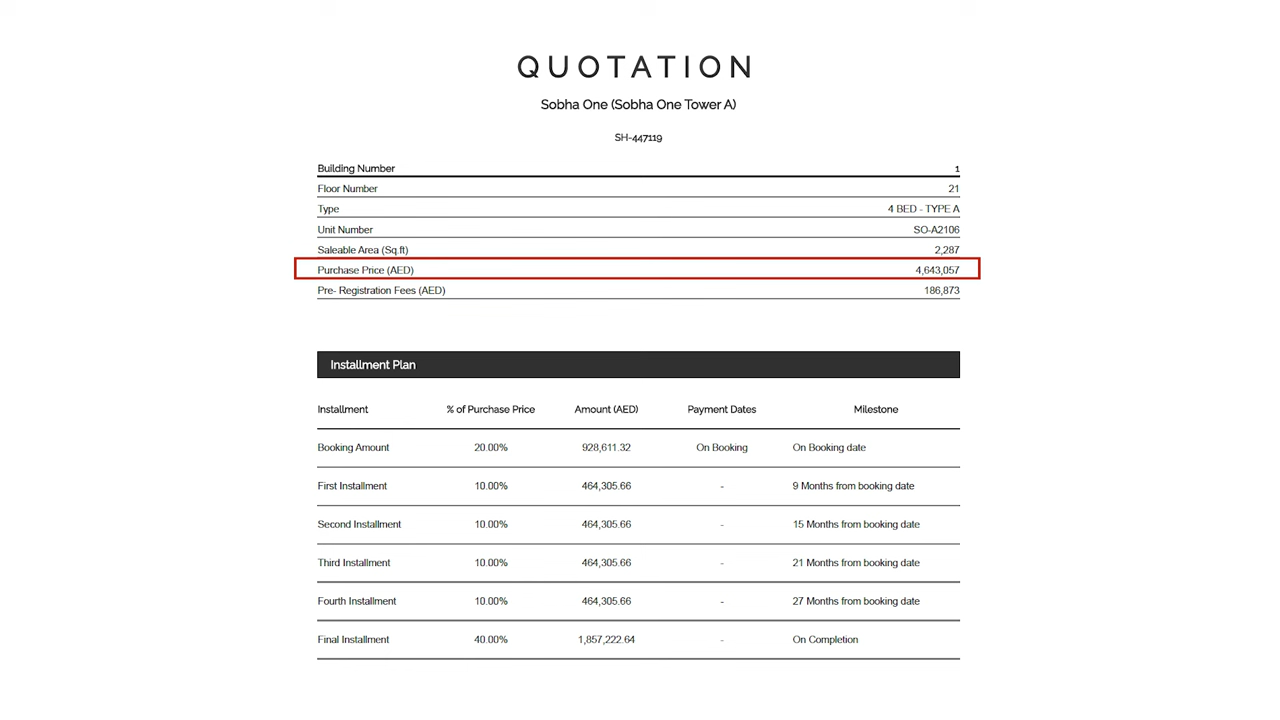 QUOTATION
Sobha One (Sobha One Tower A)
SH-447119
Building Number 1
Floor Number 21
Type 4 BED - TYPE A
Unit Number SO-A2106
Saleable Area (Sq.ft) 2,287
Purchase Price (AED) 4,643,057
Pre- Registration Fees (AED) 186,873
Installment Plan
Installment % of Purchase Price Amount (AED) Payment Dates Milestone
Booking Amount 20.00% 928,611.32 On Booking On Booking date
First Installment 10.00% 464,305.66 - 9 Months from booking date
Second Installment 10.00% 464,305.66 - 15 Months from booking date
Third Installment 10.00% 464,305.66 - 21 Months from booking date
Fourth Installment 10.00% 464,305.66 - 27 Months from booking date
Final Installment 40.00% 1,857,222.64 - On Completion